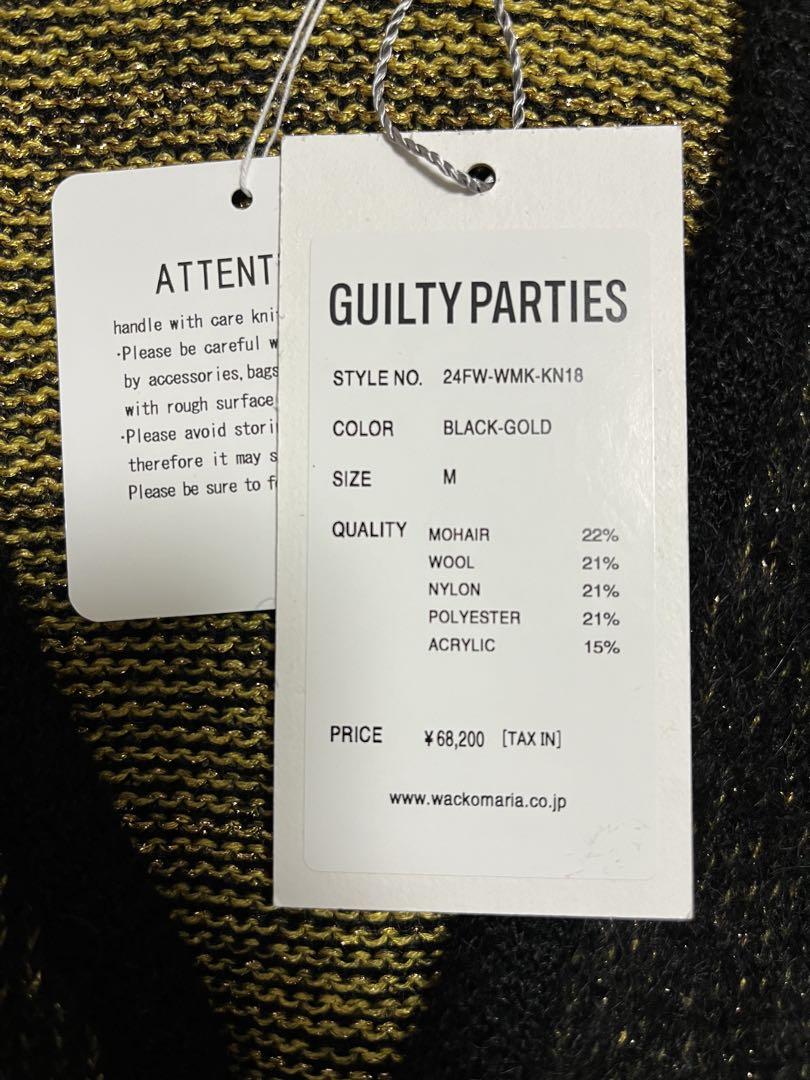 ATTENT
handle with care kni
·Please be careful w
by accessories, bags
with rough surface
·Please avoid stori
therefore it may s
Please be sure to f
GUILTY PARTIES
STYLE NO. 24FW-WMK-KN18
COLOR BLACK-GOLD
SIZE M
QUALITY MOHAIR 22%
WOOL 21%
NYLON 21%
POLYESTER 21%
ACRYLIC 15%
PRICE ¥68,200 [TAX IN]
www.wackomaria.co.jp